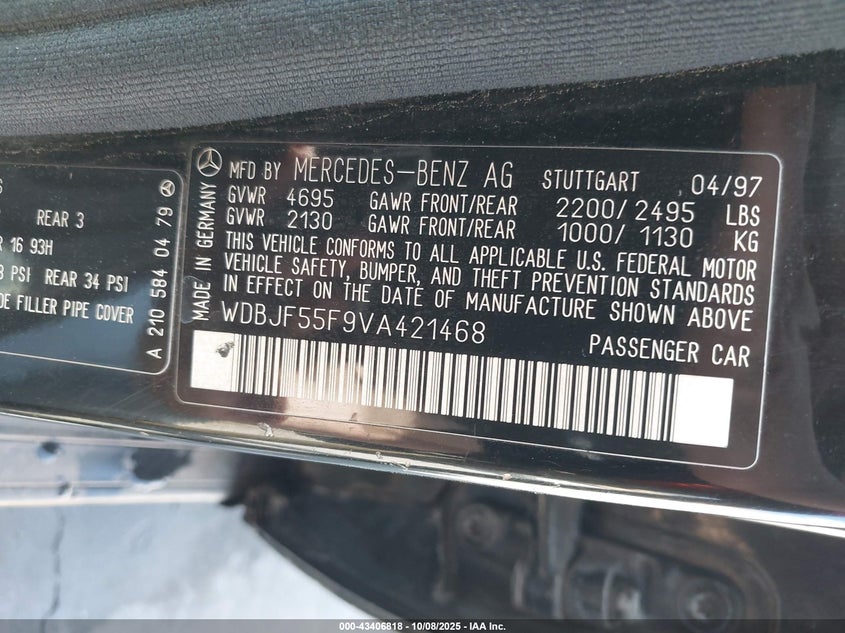 REAR 3
16 93H
PSI REAR 34 PSI
FILLER PIPE COVER
A 210 584 04 79
MADE IN GERMANY
MFD BY MERCEDES-BENZ AG STUTTGART 04/97
GVWR 4695 GAWR FRONT/REAR 2200/2495 LBS
GVWR 2130 GAWR FRONT/REAR 1000/1130 KG
THIS VEHICLE CONFORMS TO ALL APPLICABLE U.S. FEDERAL MOTOR
VEHICLE SAFETY, BUMPER, AND THEFT PREVENTION STANDARDS
IN EFFECT ON THE DATE OF MANUFACTURE SHOWN ABOVE
WDBJF55F9VA421468
PASSENGER CAR
000-43406818 - 10/08/2025 - IAA Inc.